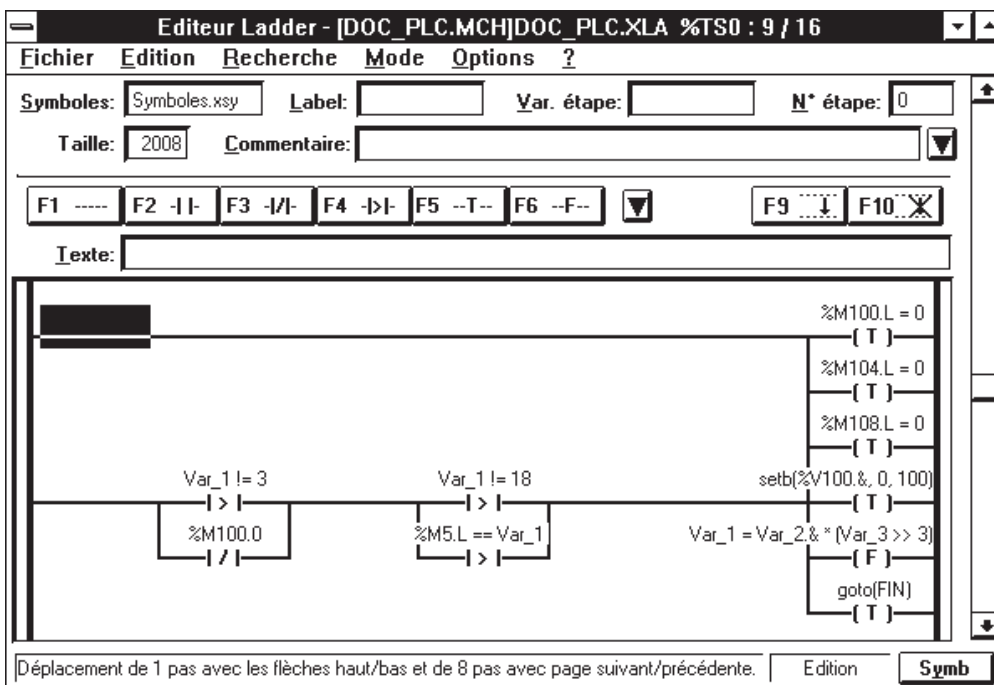 Editeur Ladder - [DOC_PLC.MCH]DOC_PLC.XLA %TS0 : 9 / 16
Fichier Edition Recherche Mode Options ?
Symboles: Symboles.xsy Label: Var. étape: N° étape: 0
Taille: 2008 Commentaire:
F1 ----- F2 -| |- F3 -|/|- F4 -|>|- F5 --T-- F6 --F-- F9 F10
Texte:
%M100.L = 0
( T )
%M104.L = 0
( T )
%M108.L = 0
( T )
Var_1 != 3 Var_1 != 18 setb(%V100.&, 0, 100)
| > | | > | ( T )
%M100.0 %M5.L == Var_1 Var_1 = Var_2.& * (Var_3 >> 3)
| / | | > | ( F )
goto(FIN)
( T )
Déplacement de 1 pas avec les flèches haut/bas et de 8 pas avec page suivant/précédente. Edition Symb